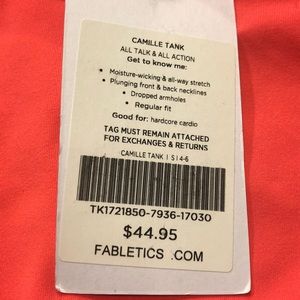 CAMILLE TANK
ALL TALK & ALL ACTION
Get to know me:
• Moisture-wicking & all-way stretch
• Plunging front & back necklines
• Dropped armholes
• Regular fit
Good for: hardcore cardio
TAG MUST REMAIN ATTACHED
FOR EXCHANGES & RETURNS
CAMILLE TANK | S | 4-6
TK1721850-7936-17030
$44.95
FABLETICS .COM